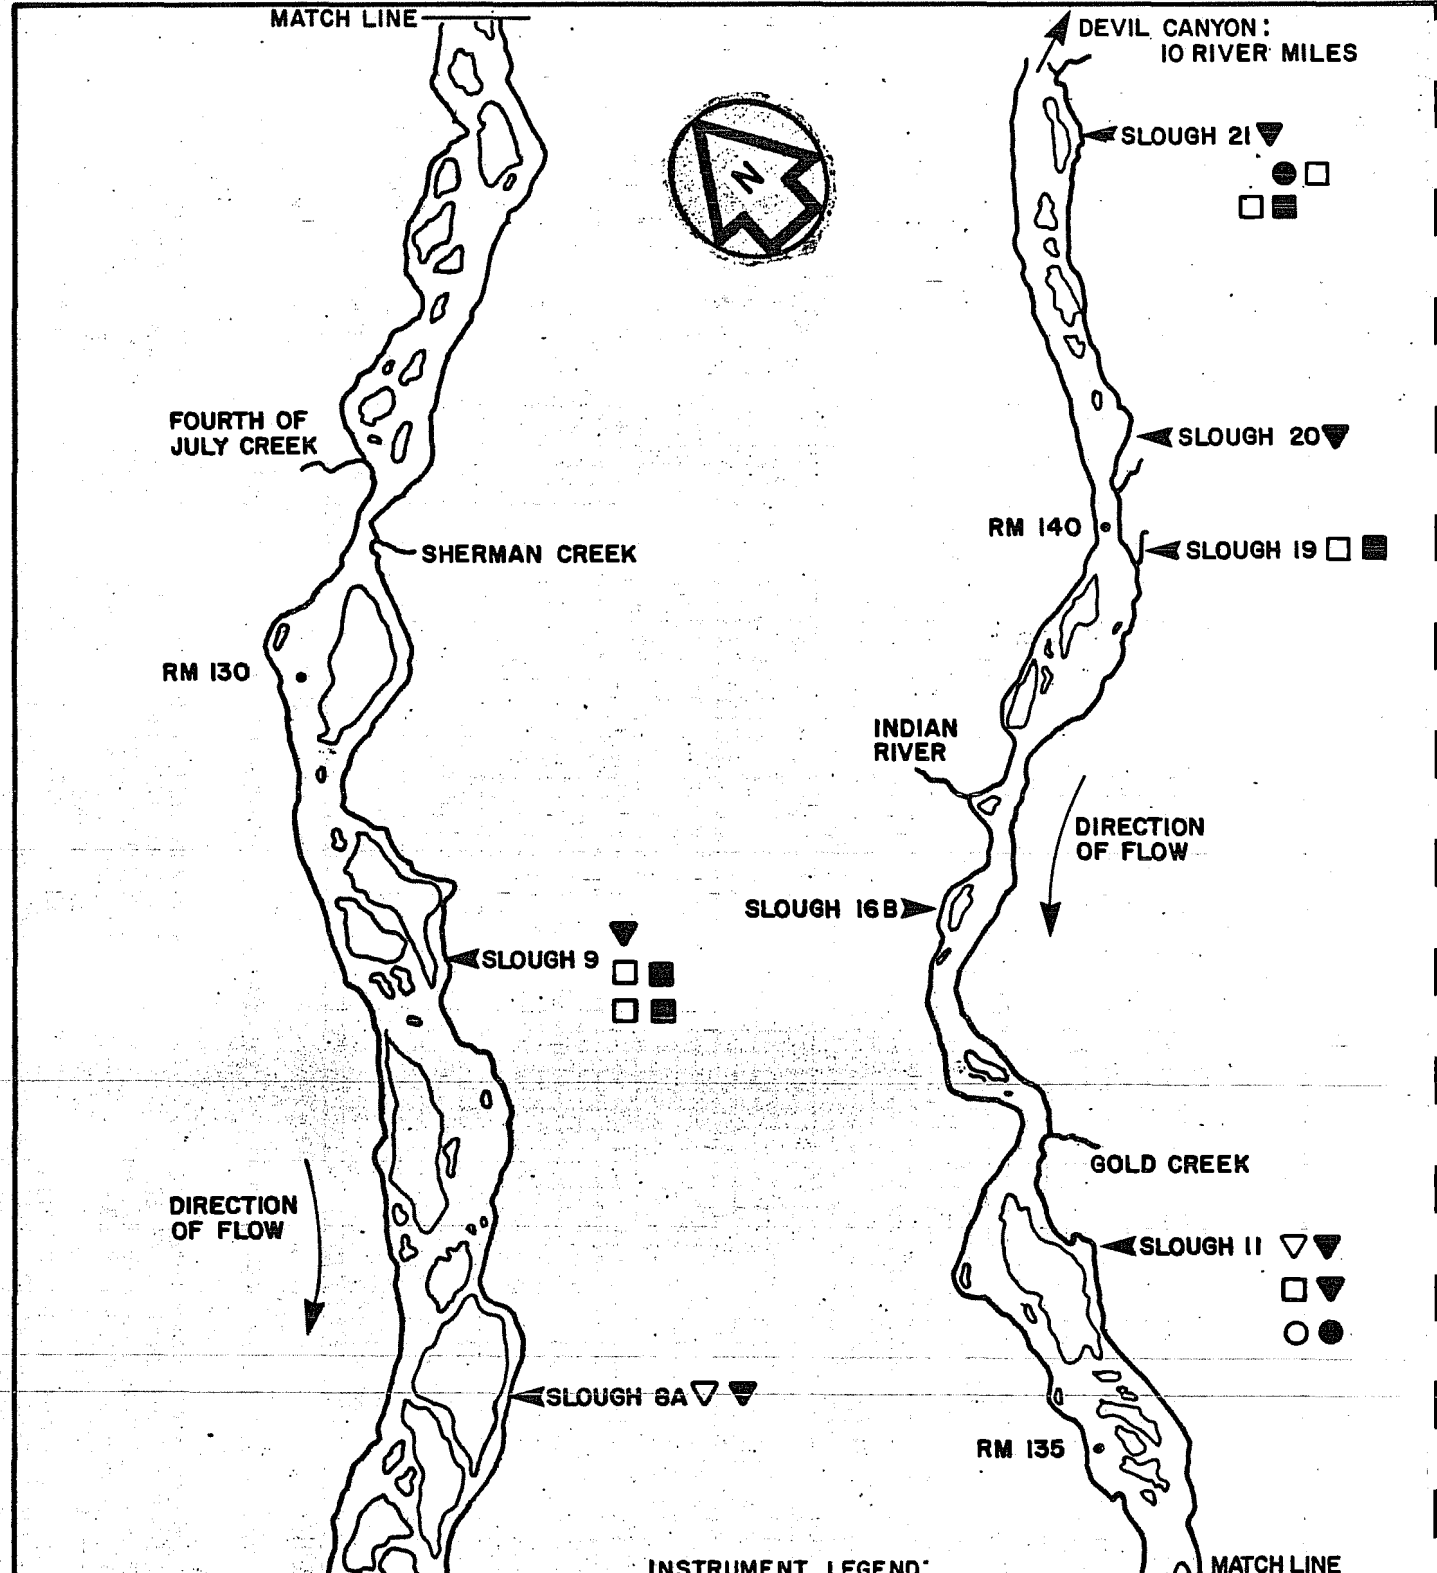 MATCH LINE
DEVIL CANYON:
10 RIVER MILES
N
SLOUGH 21
FOURTH OF
JULY CREEK
SLOUGH 20
RM 140
SHERMAN CREEK
SLOUGH 19
RM 130
INDIAN
RIVER
DIRECTION
OF FLOW
SLOUGH 16B
SLOUGH 9
GOLD CREEK
DIRECTION
OF FLOW
SLOUGH 11
SLOUGH 8A
RM 135
INSTRUMENT LEGEND:
MATCH LINE